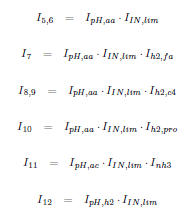 I_{5,6} = I_{pH,aa} · I_{IN,lim}
I_7 = I_{pH,aa} · I_{IN,lim} · I_{h2,fa}
I_{8,9} = I_{pH,aa} · I_{IN,lim} · I_{h2,c4}
I_{10} = I_{pH,aa} · I_{IN,lim} · I_{h2,pro}
I_{11} = I_{pH,ac} · I_{IN,lim} · I_{nh3}
I_{12} = I_{pH,h2} · I_{IN,lim}